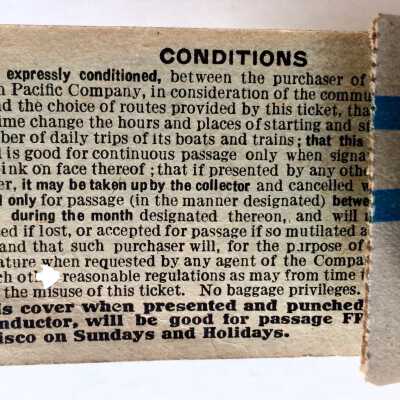 CONDITIONS
expressly conditioned, between the purchaser of
Pacific Company, in consideration of the commu
d the choice of routes provided by this ticket, tha
ime change the hours and places of starting and st
ber of daily trips of its boats and trains; that this
is good for continuous passage only when signa
ink on face thereof; that if presented by any othe
er, it may be taken up by the collector and cancelled w
only for passage (in the manner designated) betwe
during the month designated thereon, and will
ed if lost, or accepted for passage if so mutilated a
and that such purchaser will, for the purpose of
ature when requested by any agent of the Compa
ch ot reasonable regulations as may from time t
the misuse of this ticket. No baggage privileges.
is cover when presented and punched
nductor, will be good for passage FR
isco on Sundays and Holidays.